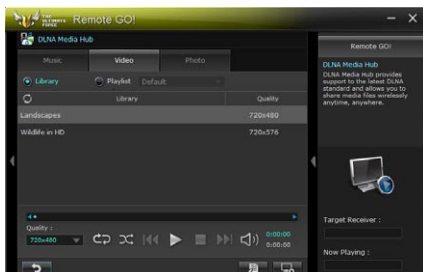 THE ULTIMATE FORCE Remote GO!
DLNA Media Hub
Music Video Photo
Library Playlist Default
Library Quality
Landscapes 720x480
Wildlife in HD 720x576
Quality :
720x480
0:00:00
0:00:00
Remote GO!
DLNA Media Hub
DLNA Media Hub provides
support to the latest DLNA
standard and allows you to
share media files wirelessly
anytime, anywhere.
Target Receiver :
Now Playing :